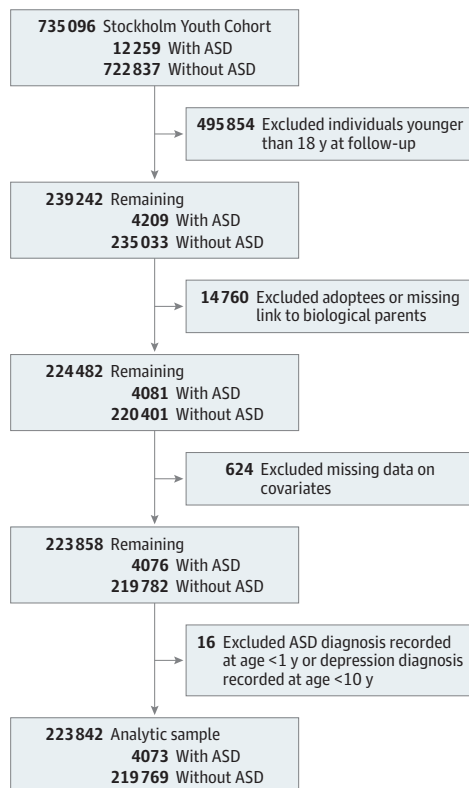 735096 Stockholm Youth Cohort
12259 With ASD
722837 Without ASD
495854 Excluded individuals younger
than 18 y at follow-up
239242 Remaining
4209 With ASD
235033 Without ASD
14760 Excluded adoptees or missing
link to biological parents
224482 Remaining
4081 With ASD
220401 Without ASD
624 Excluded missing data on
covariates
223858 Remaining
4076 With ASD
219782 Without ASD
16 Excluded ASD diagnosis recorded
at age <1 y or depression diagnosis
recorded at age <10 y
223842 Analytic sample
4073 With ASD
219769 Without ASD